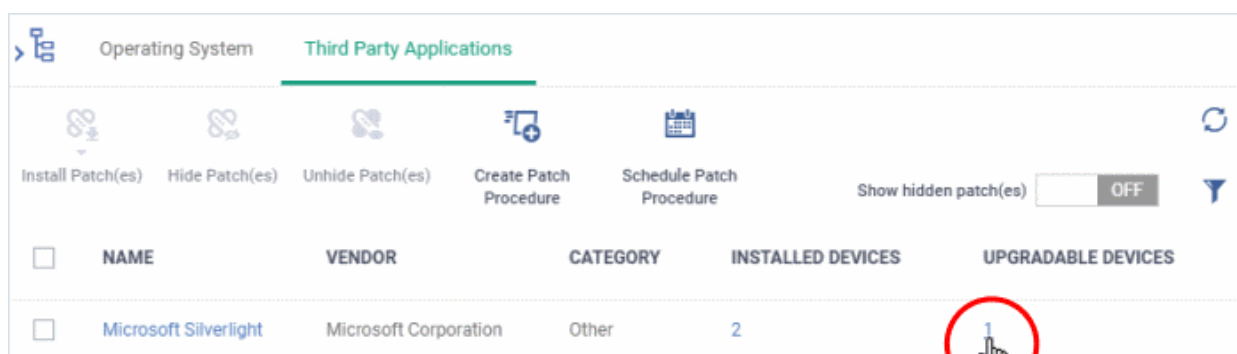 Operating System Third Party Applications
Install Patch(es) Hide Patch(es) Unhide Patch(es) Create Patch Procedure Schedule Patch Procedure
Show hidden patch(es) OFF
NAME VENDOR CATEGORY INSTALLED DEVICES UPGRADABLE DEVICES
Microsoft Silverlight Microsoft Corporation Other 2 1